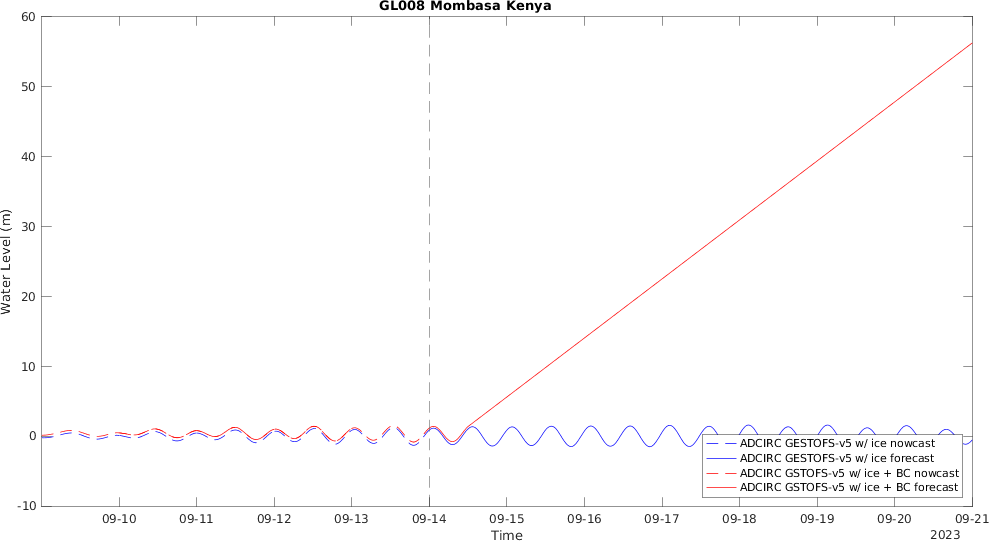 GL008 Mombasa Kenya
60
50
40
30
20
10
0
-10
Water Level (m)
09-10 09-11 09-12 09-13 09-14 09-15 09-16 09-17 09-18 09-19 09-20 09-21
Time
2023
ADCIRC GESTOFS-v5 w/ ice nowcast
ADCIRC GESTOFS-v5 w/ ice forecast
ADCIRC GSTOFS-v5 w/ ice + BC nowcast
ADCIRC GSTOFS-v5 w/ ice + BC forecast